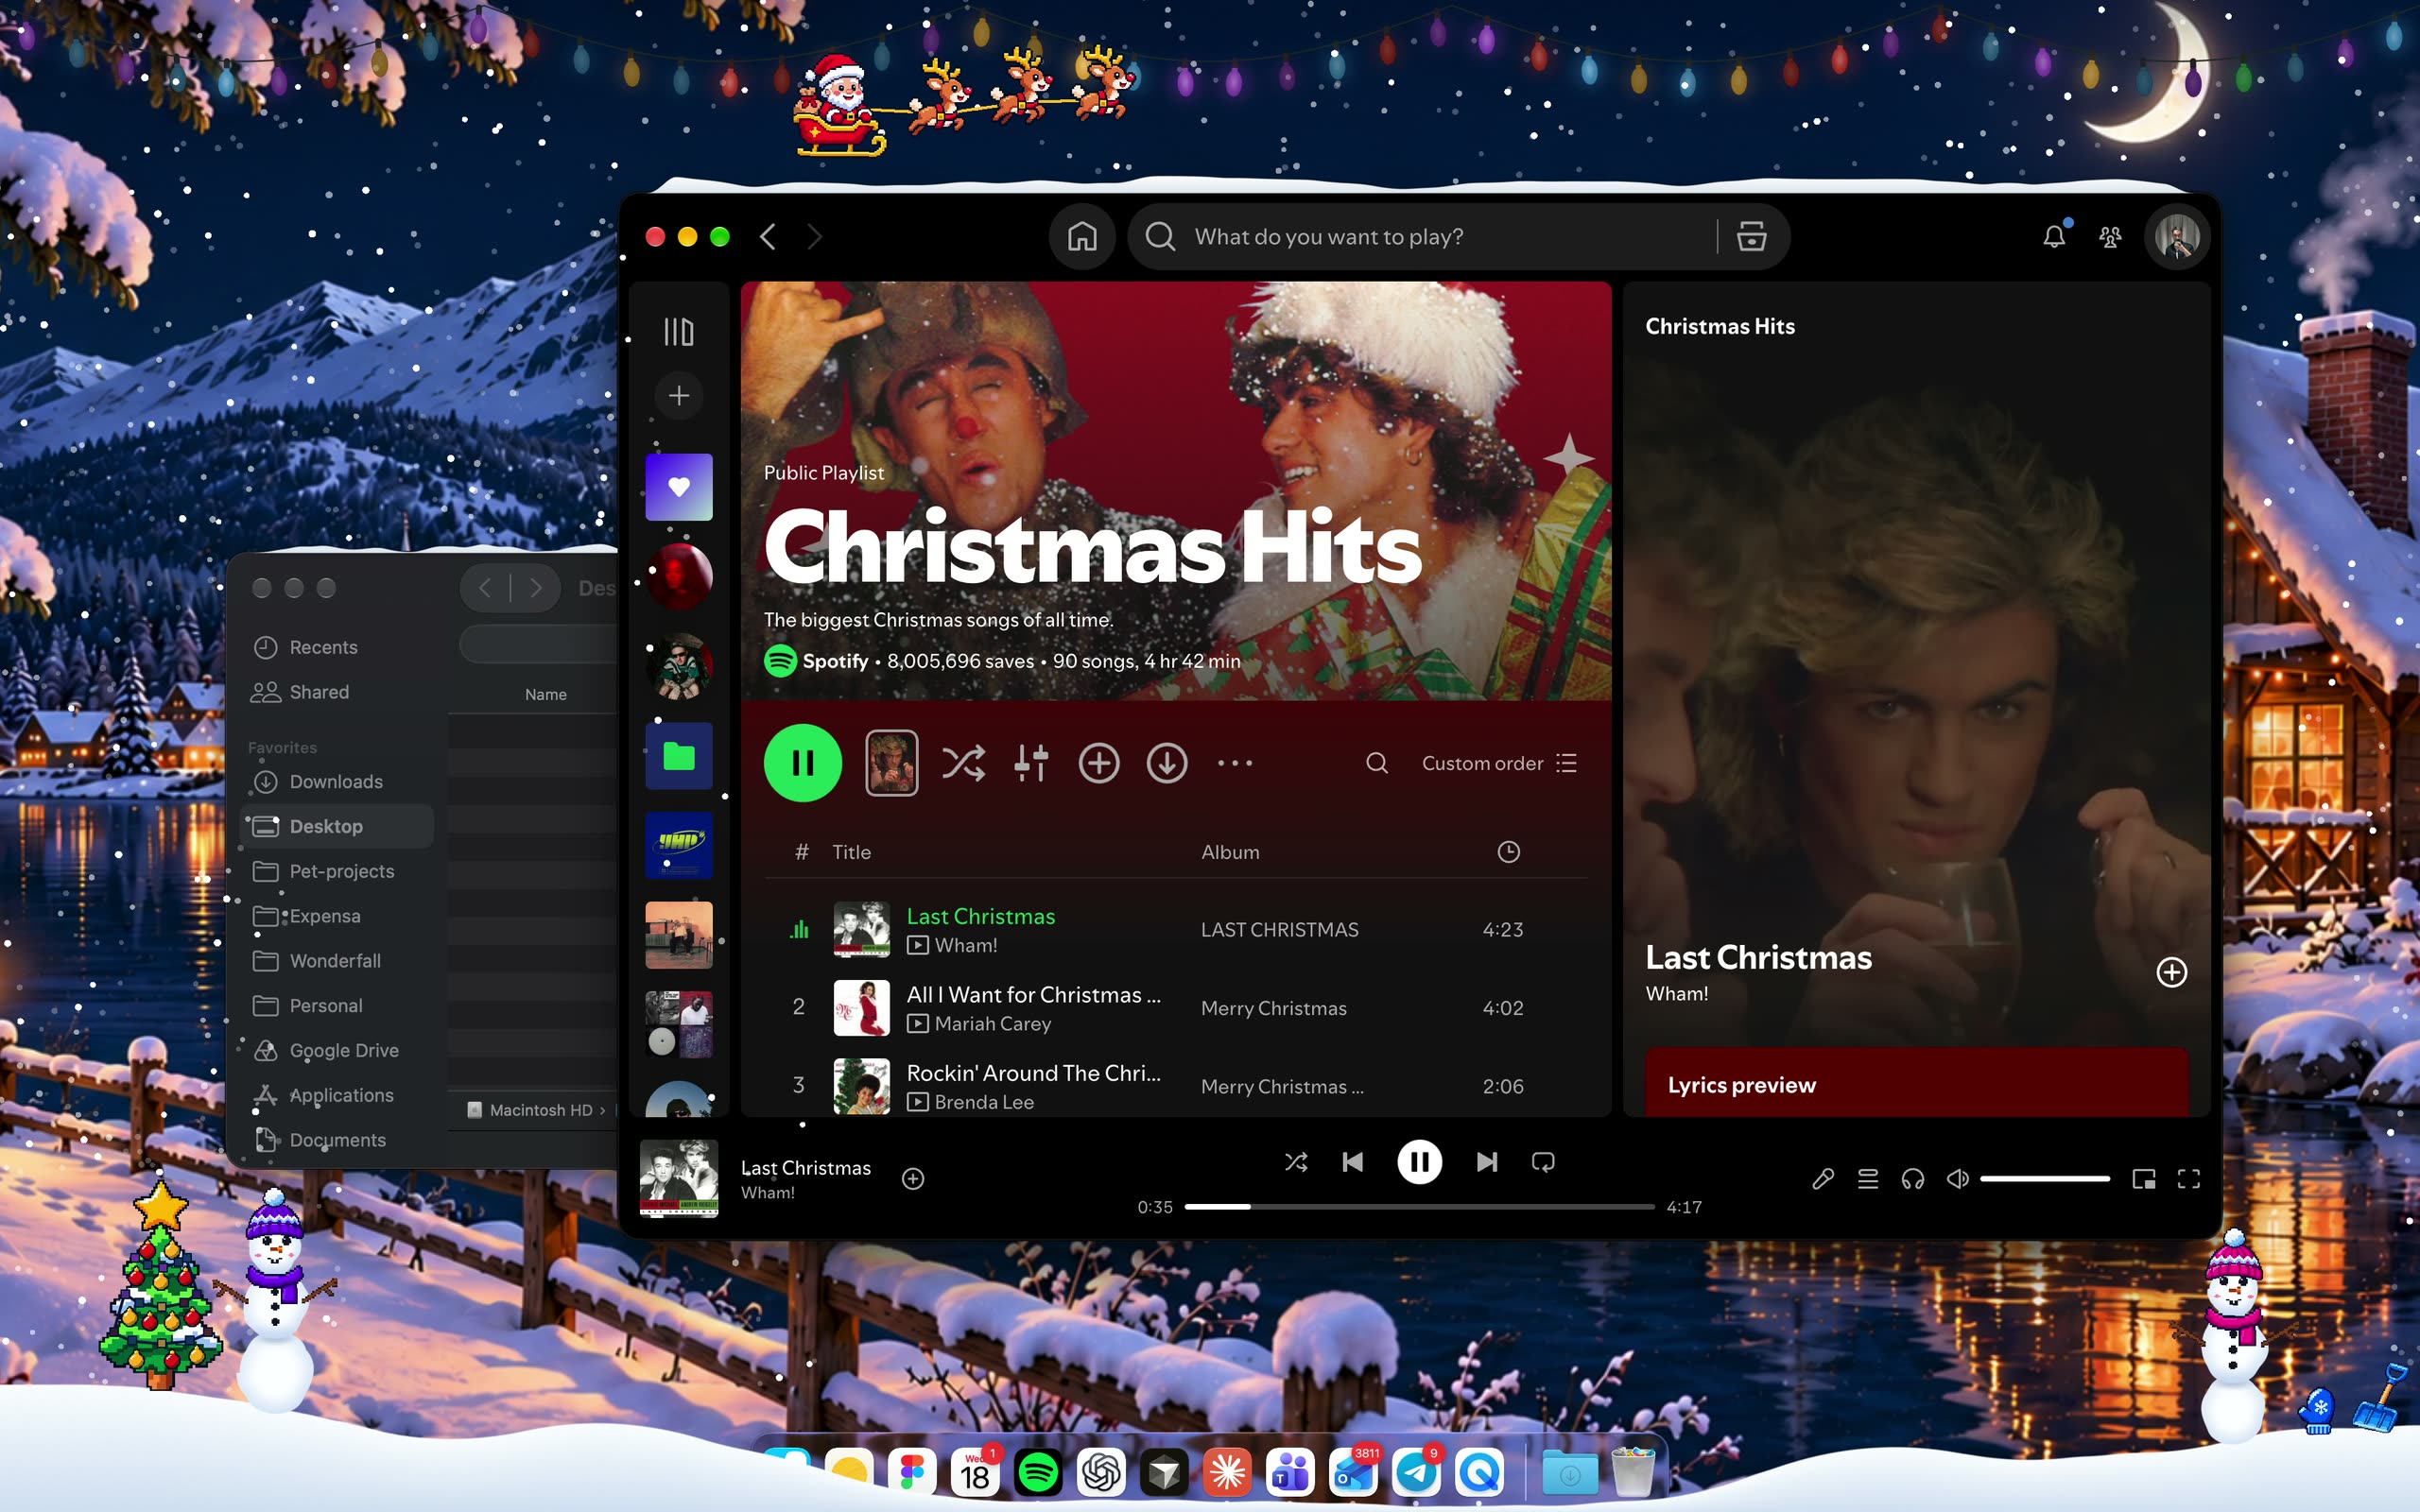 What do you want to play?
Public Playlist
Christmas Hits
The biggest Christmas songs of all time.
Spotify • 8,005,696 saves • 90 songs, 4 hr 42 min
Custom order
# Title Album
Last Christmas
Wham!
LAST CHRISTMAS
4:23
2
All I Want for Christmas ...
Mariah Carey
Merry Christmas
4:02
3
Rockin' Around The Chri...
Brenda Lee
Merry Christmas ...
2:06
Christmas Hits
Last Christmas
Wham!
Lyrics preview
Last Christmas
Wham!
0:35
4:17
Des
Recents
Shared
Name
Favorites
Downloads
Desktop
Pet-projects
Expensa
Wonderfall
Personal
Google Drive
Applications
Documents
Macintosh HD ›
Wed
18
1
T
O
3811
9